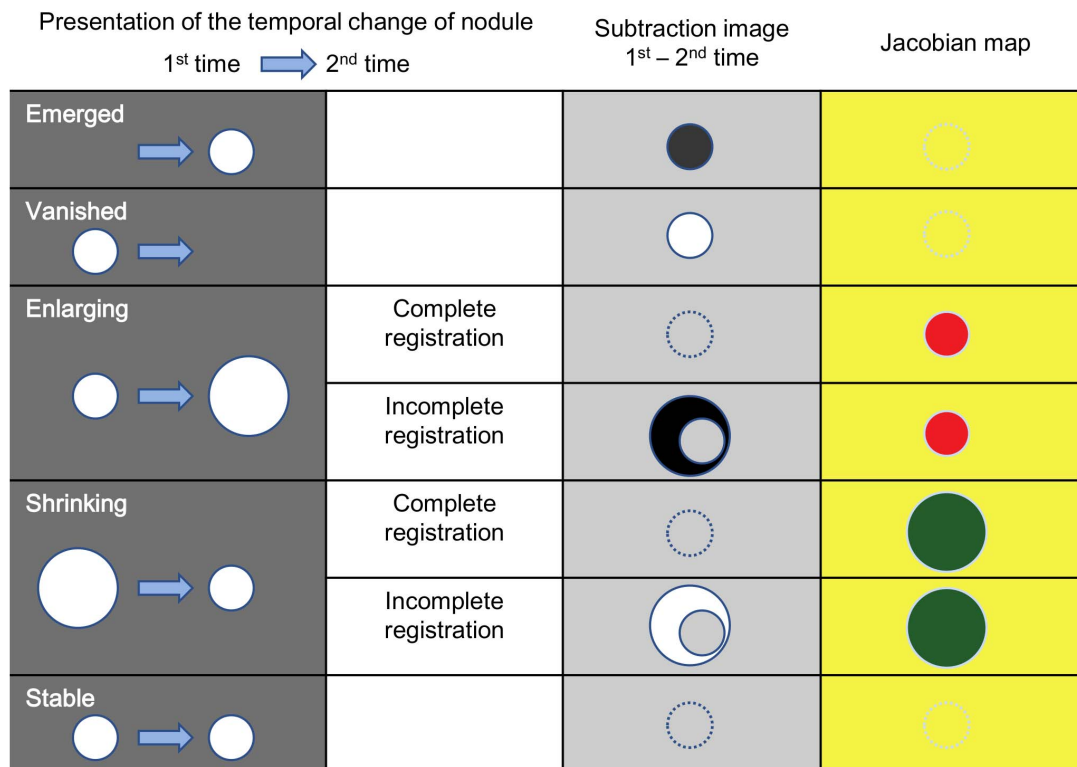 Presentation of the temporal change of nodule
1st time 2nd time
Subtraction image
1st – 2nd time
Jacobian map
Emerged
Vanished
Enlarging
Complete
registration
Incomplete
registration
Shrinking
Complete
registration
Incomplete
registration
Stable